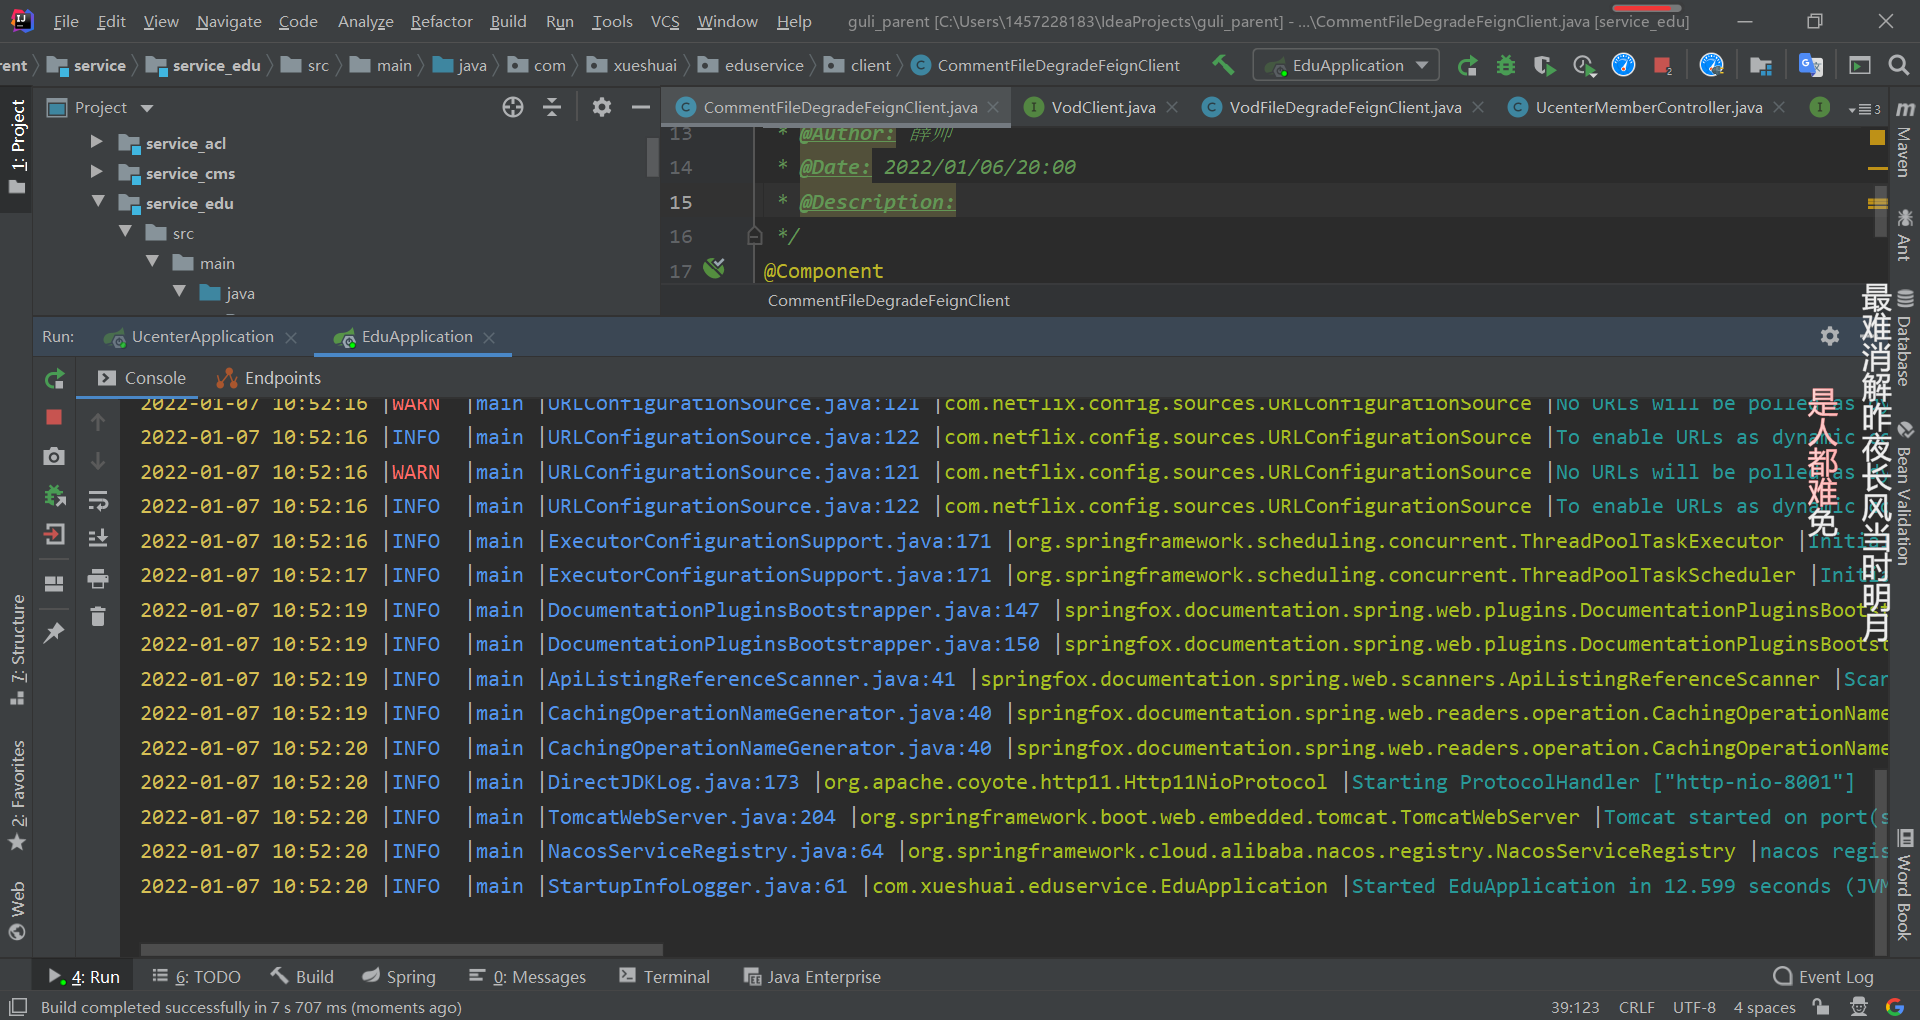 File Edit View Navigate Code Analyze Refactor Build Run Tools VCS Window Help guli_parent [C:\Users\1457228183\IdeaProjects\guli_parent] - ...\CommentFileDegradeFeignClient.java [service_edu]
service service_edu src main java com xueshuai eduservice client CommentFileDegradeFeignClient EduApplication
Project
CommentFileDegradeFeignClient.java VodClient.java VodFileDegradeFeignClient.java UcenterMemberController.java 3
service_acl
service_cms
service_edu
src
main
java
13 * @Author: 薛帅
14 * @Date: 2022/01/06/20:00
15 * @Description:
16 */
17 @Component
CommentFileDegradeFeignClient
Run: UcenterApplication EduApplication
Console Endpoints
2022-01-07 10:52:16 |WARN |main |URLConfigurationSource.java:121 |com.netflix.config.sources.URLConfigurationSource |No URLs will be polled as
2022-01-07 10:52:16 |INFO |main |URLConfigurationSource.java:122 |com.netflix.config.sources.URLConfigurationSource |To enable URLs as dynamic
2022-01-07 10:52:16 |WARN |main |URLConfigurationSource.java:121 |com.netflix.config.sources.URLConfigurationSource |No URLs will be polled as
2022-01-07 10:52:16 |INFO |main |URLConfigurationSource.java:122 |com.netflix.config.sources.URLConfigurationSource |To enable URLs as dynamic
2022-01-07 10:52:16 |INFO |main |ExecutorConfigurationSupport.java:171 |org.springframework.scheduling.concurrent.ThreadPoolTaskExecutor |Initia
2022-01-07 10:52:17 |INFO |main |ExecutorConfigurationSupport.java:171 |org.springframework.scheduling.concurrent.ThreadPoolTaskScheduler |Initi
2022-01-07 10:52:19 |INFO |main |DocumentationPluginsBootstrapper.java:147 |springfox.documentation.spring.web.plugins.DocumentationPluginsBootst
2022-01-07 10:52:19 |INFO |main |DocumentationPluginsBootstrapper.java:150 |springfox.documentation.spring.web.plugins.DocumentationPluginsBootst
2022-01-07 10:52:19 |INFO |main |ApiListingReferenceScanner.java:41 |springfox.documentation.spring.web.scanners.ApiListingReferenceScanner |Scan
2022-01-07 10:52:19 |INFO |main |CachingOperationNameGenerator.java:40 |springfox.documentation.spring.web.readers.operation.CachingOperationName
2022-01-07 10:52:20 |INFO |main |CachingOperationNameGenerator.java:40 |springfox.documentation.spring.web.readers.operation.CachingOperationName
2022-01-07 10:52:20 |INFO |main |DirectJDKLog.java:173 |org.apache.coyote.http11.Http11NioProtocol |Starting ProtocolHandler ["http-nio-8001"]
2022-01-07 10:52:20 |INFO |main |TomcatWebServer.java:204 |org.springframework.boot.web.embedded.tomcat.TomcatWebServer |Tomcat started on port(s
2022-01-07 10:52:20 |INFO |main |NacosServiceRegistry.java:64 |org.springframework.cloud.alibaba.nacos.registry.NacosServiceRegistry |nacos regis
2022-01-07 10:52:20 |INFO |main |StartupInfoLogger.java:61 |com.xueshuai.eduservice.EduApplication |Started EduApplication in 12.599 seconds (JVM
最难消解昨夜长风当时明月
是人都难免
1: Project
7: Structure
2: Favorites
Web
Maven
Ant
Database
Bean Validation
Word Book
4: Run 6: TODO Build Spring 0: Messages Terminal Java Enterprise Event Log
Build completed successfully in 7 s 707 ms (moments ago) 39:123 CRLF UTF-8 4 spaces